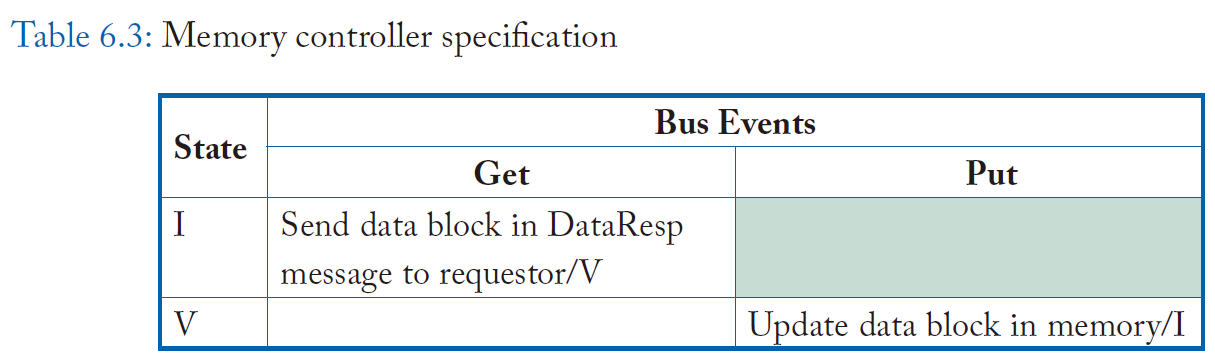 Table 6.3: Memory controller specification
State
Bus Events
Get
Put
I
Send data block in DataResp
message to requestor/V
V
Update data block in memory/I